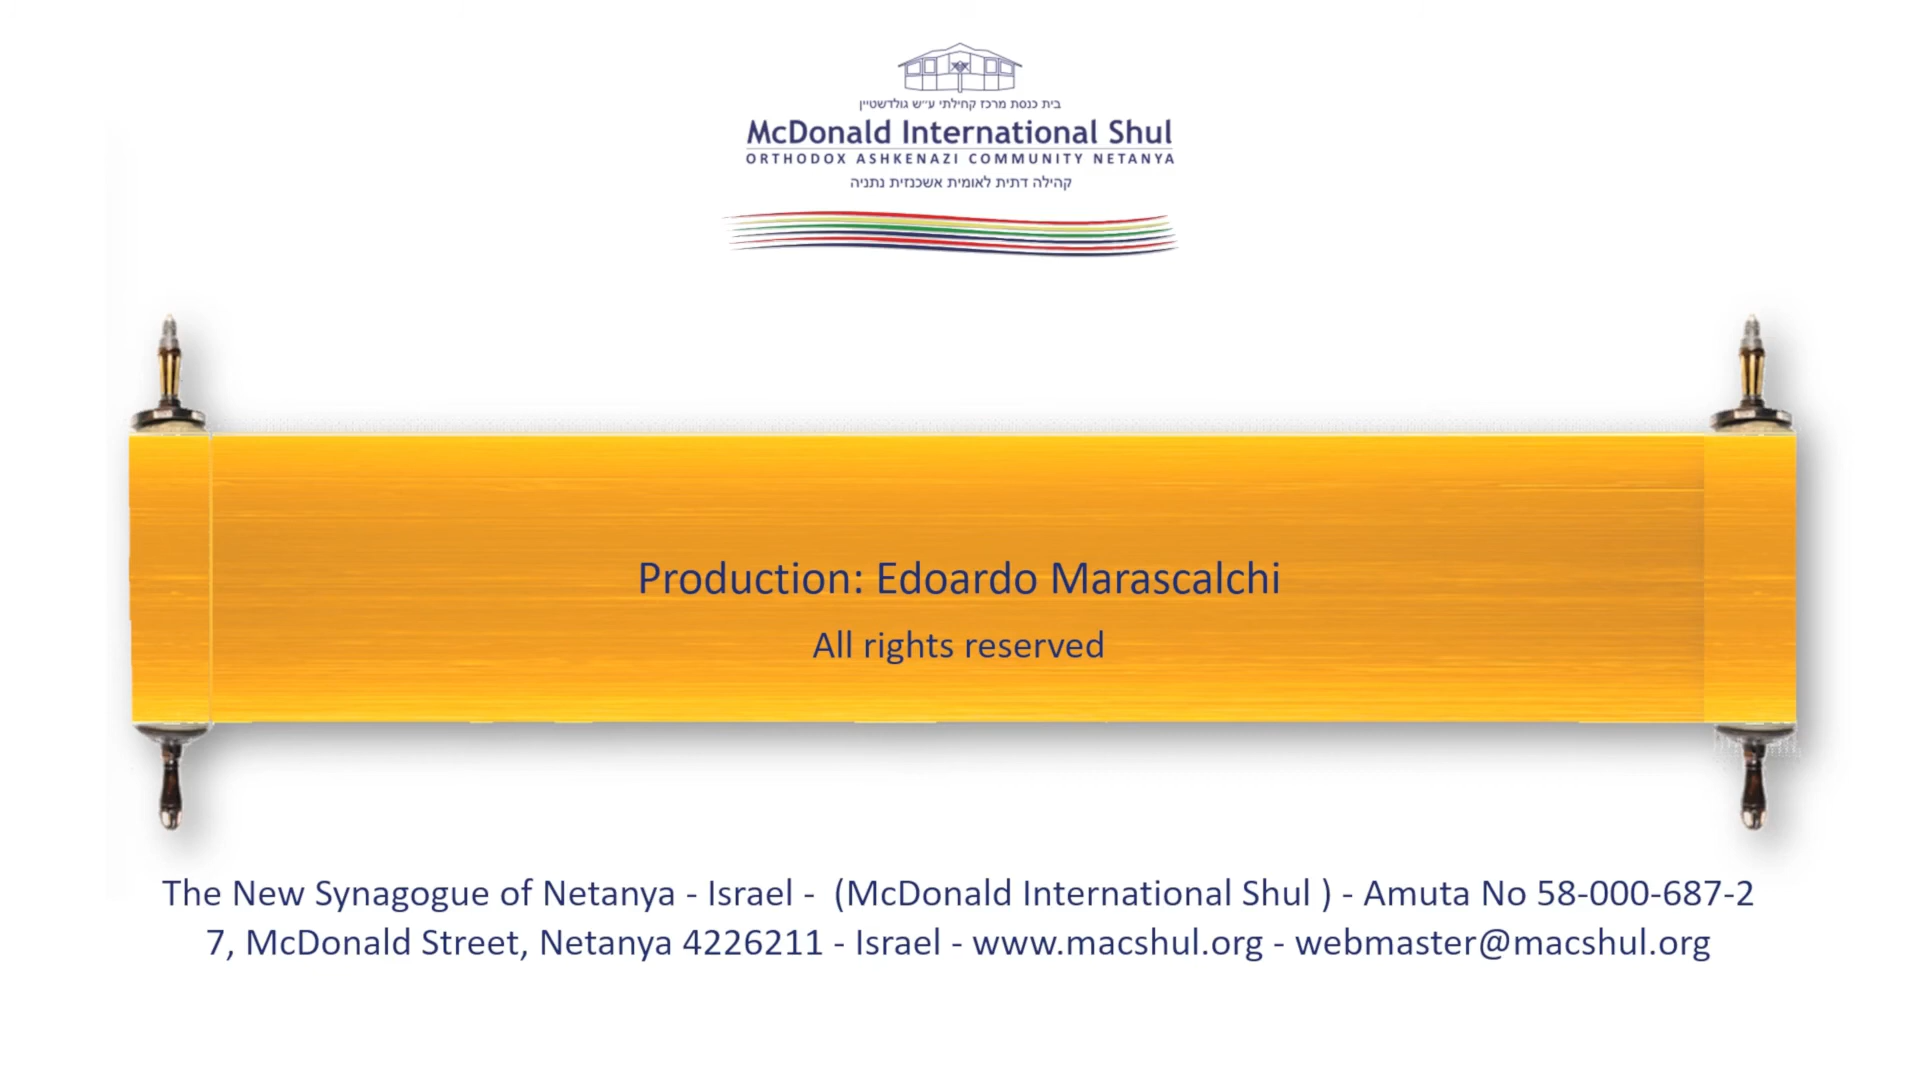 בית כנסת מרכז קהילתי ע״ש גולדשטיין
McDonald International Shul
ORTHODOX ASHKENAZI COMMUNITY NETANYA
קהילה דתית לאומית אשכנזית נתניה
Production: Edoardo Marascalchi
All rights reserved
The New Synagogue of Netanya - Israel -  (McDonald International Shul ) - Amuta No 58-000-687-2
7, McDonald Street, Netanya 4226211 - Israel - www.macshul.org - webmaster@macshul.org